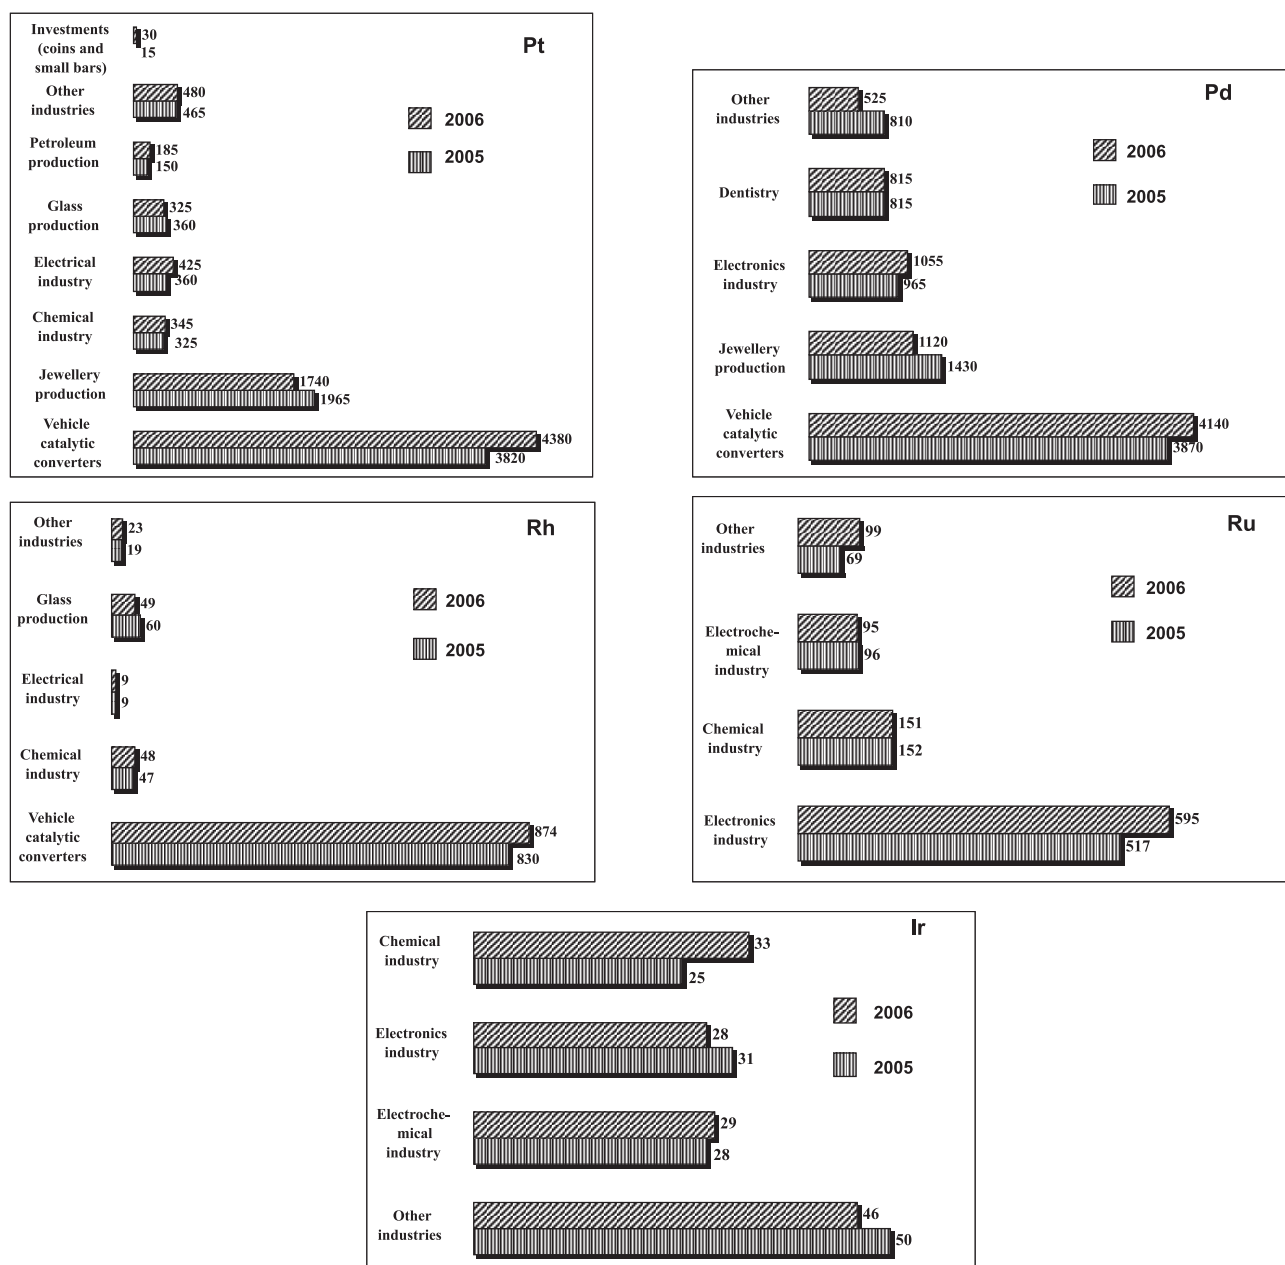 Pt
Investments
(coins and
small bars)
30
15
Other
industries
480
465
Petroleum
production
185
150
Glass
production
325
360
Electrical
industry
425
360
Chemical
industry
345
325
Jewellery
production
1740
1965
Vehicle
catalytic
converters
4380
3820
2006
2005
Pd
Other
industries
525
810
Dentistry
815
815
Electronics
industry
1055
965
Jewellery
production
1120
1430
Vehicle
catalytic
converters
4140
3870
2006
2005
Rh
Other
industries
23
19
Glass
production
49
60
Electrical
industry
9
9
Chemical
industry
48
47
Vehicle
catalytic
converters
874
830
2006
2005
Ru
Other
industries
99
69
Electroche-
mical
industry
95
96
Chemical
industry
151
152
Electronics
industry
595
517
2006
2005
Ir
Chemical
industry
33
25
Electronics
industry
28
31
Electroche-
mical
industry
29
28
Other
industries
46
50
2006
2005